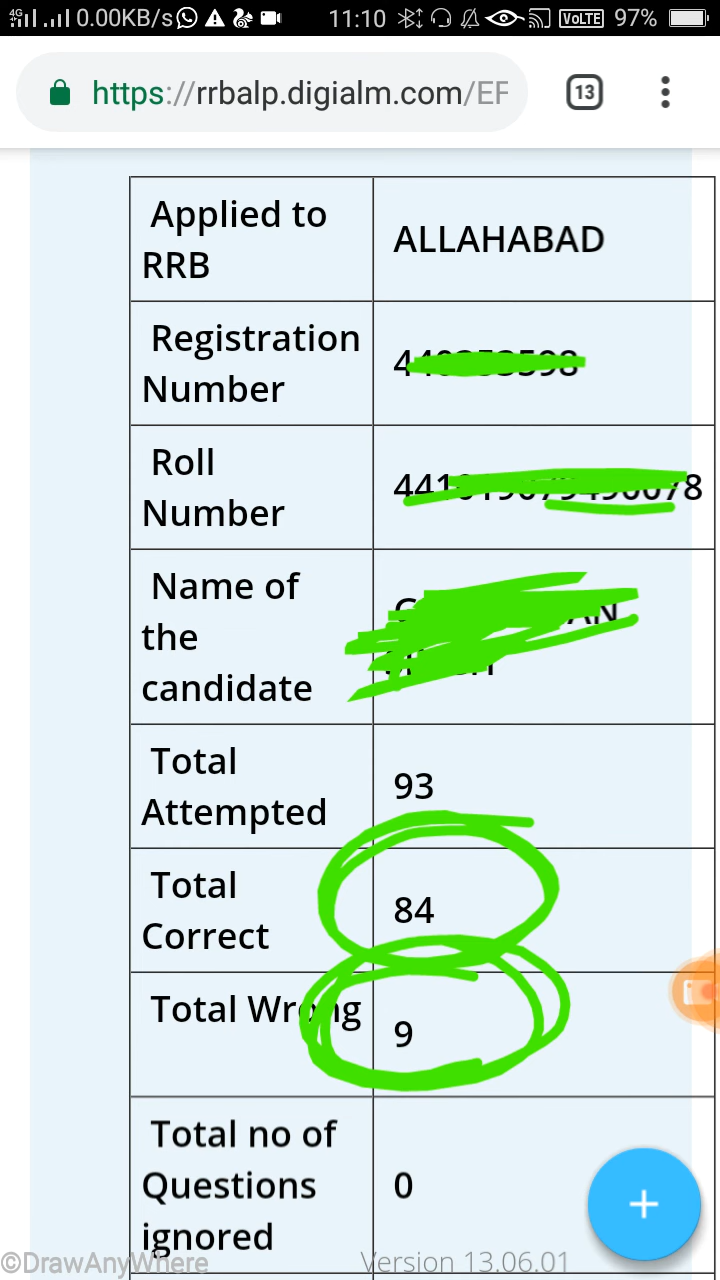 4G 0.00KB/s 11:10 VoLTE 97%
https://rrbalp.digialm.com/EF 13
Applied to
RRB
ALLAHABAD
Registration
Number
Roll
Number
Name of
the
candidate
Total
Attempted
93
Total
Correct
84
Total Wrong
9
Total no of
Questions
ignored
0
+
©DrawAnyWhere
Version 13.06.01